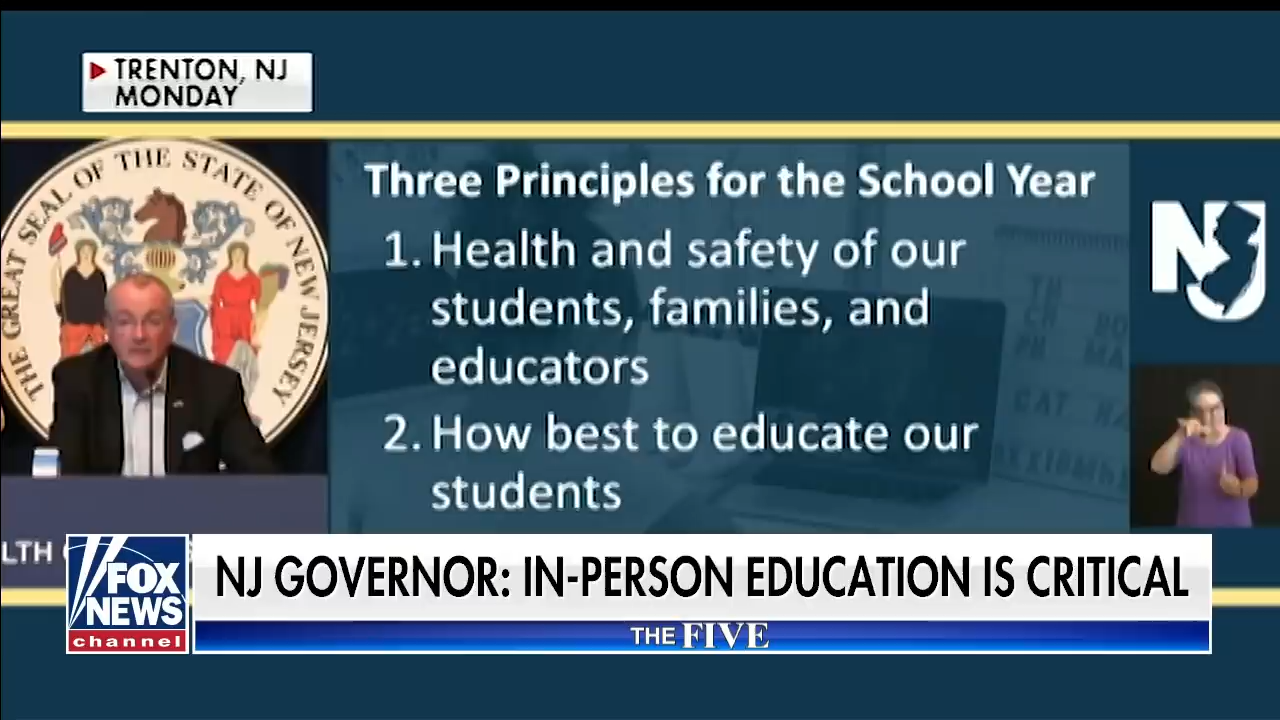 TRENTON, NJ
MONDAY
THE GREAT SEAL OF THE STATE OF NEW JERSEY
Three Principles for the School Year
1. Health and safety of our
students, families, and
educators
2. How best to educate our
students
NJ
LTH
FOX
NEWS
channel
NJ GOVERNOR: IN-PERSON EDUCATION IS CRITICAL
THE FIVE